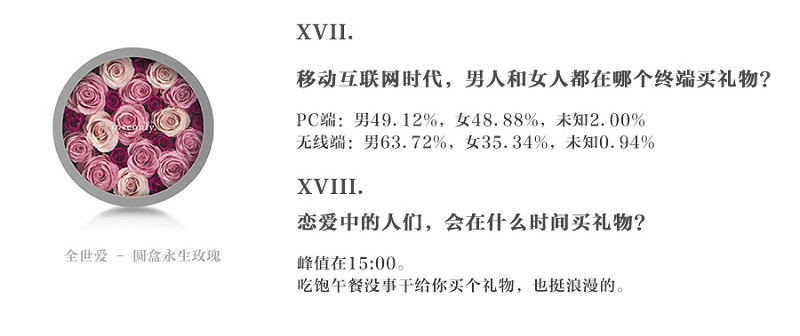 roseonly.
全世爱 - 圆盒永生玫瑰
XVII.
移动互联网时代，男人和女人都在哪个终端买礼物？
PC端：男49.12%，女48.88%，未知2.00%
无线端：男63.72%，女35.34%，未知0.94%
XVIII.
恋爱中的人们，会在什么时间买礼物？
峰值在15:00。
吃饱午餐没事干给你买个礼物，也挺浪漫的。